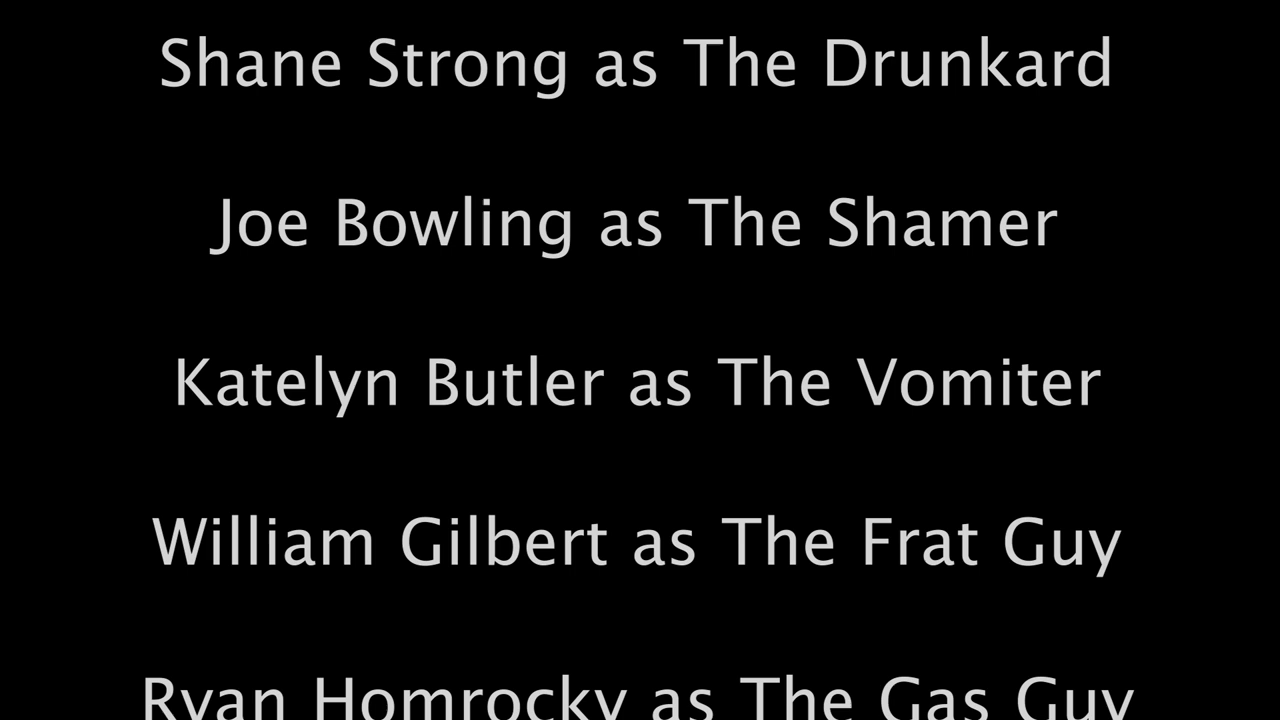 Shane Strong as The Drunkard
Joe Bowling as The Shamer
Katelyn Butler as The Vomiter
William Gilbert as The Frat Guy
Ryan Homrocky as The Gas Guy